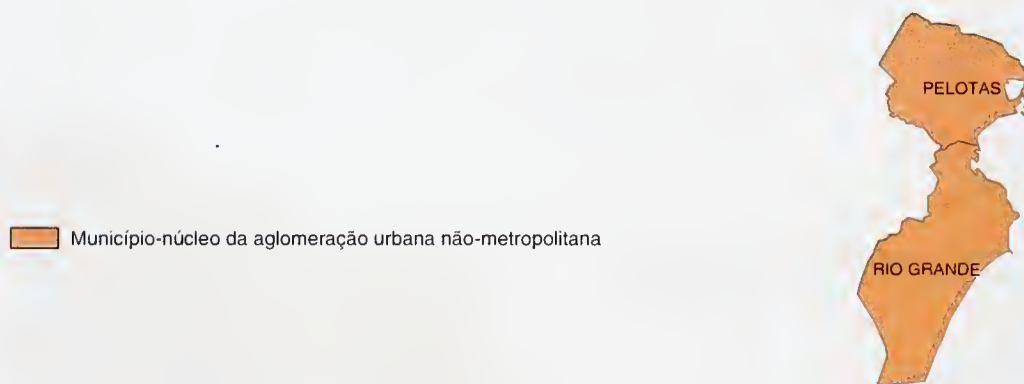 PELOTAS
Município-núcleo da aglomeração urbana não-metropolitana
RIO GRANDE